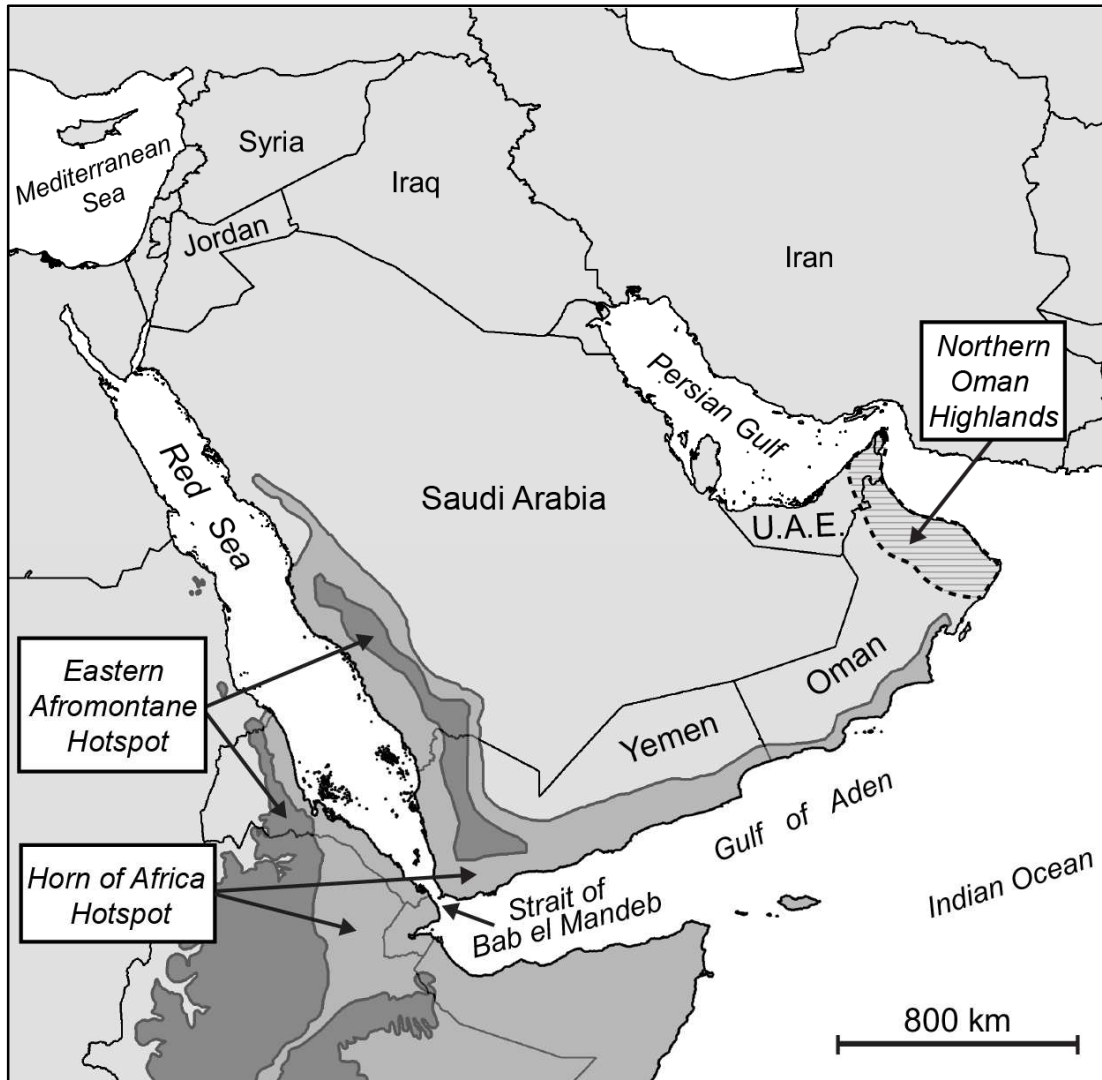 Mediterranean
Sea
Syria
Iraq
Jordan
Iran
Northern
Oman
Highlands
Persian Gulf
Red Sea
Saudi Arabia
U.A.E.
Eastern
Afromontane
Hotspot
Oman
Yemen
Gulf of Aden
Horn of Africa
Hotspot
Strait of
Bab el Mandeb
Indian Ocean
800 km